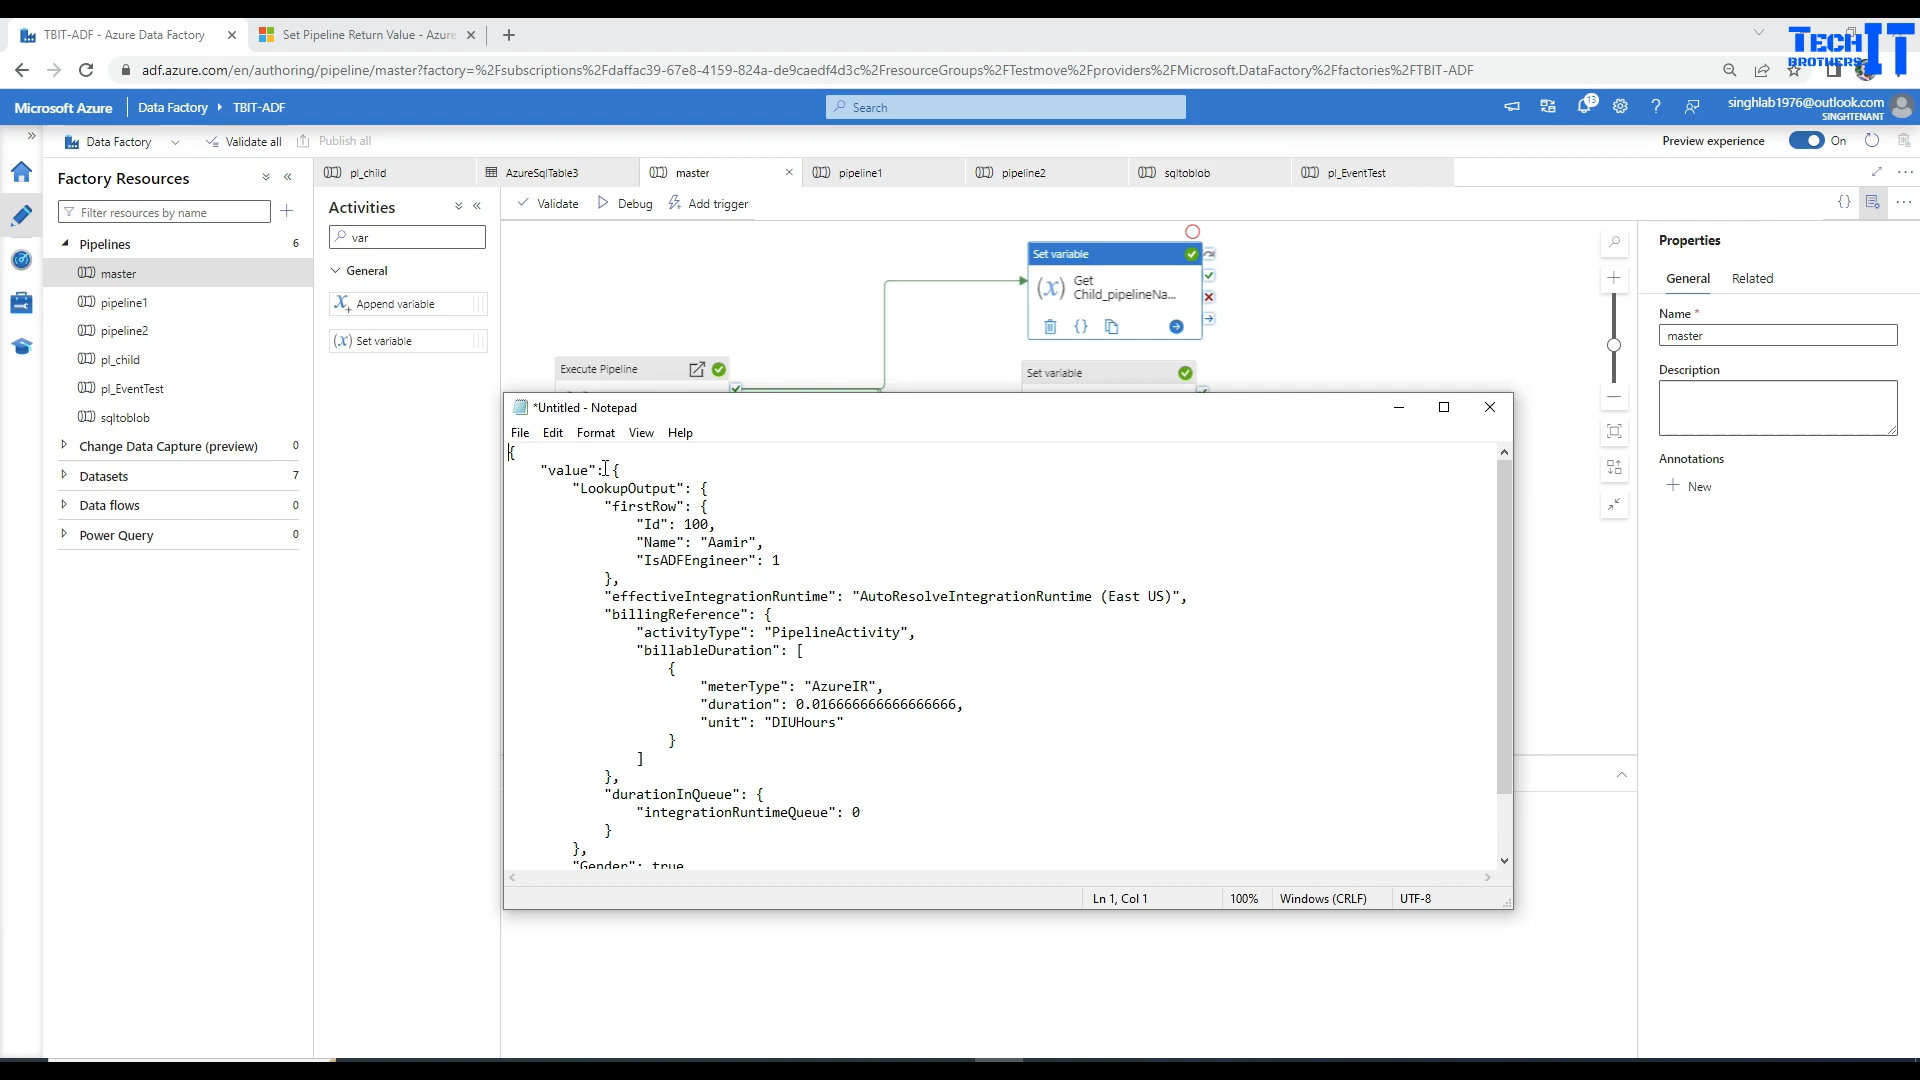 TBIT-ADF - Azure Data Factory
Set Pipeline Return Value - Azure
TECH IT
BROTHERS
adf.azure.com/en/authoring/pipeline/master?factory=%2Fsubscriptions%2Fdaffac39-67e8-4159-824a-de9caedf4d3c%2FresourceGroups%2FTestmove%2Fproviders%2FMicrosoft.DataFactory%2Ffactories%2FTBIT-ADF
Microsoft Azure
Data Factory
TBIT-ADF
Search
13
singhlab1976@outlook.com
SINGHTENANT
Data Factory
Validate all
Publish all
Preview experience
On
Factory Resources
Filter resources by name
Pipelines 6
master
pipeline1
pipeline2
pl_child
pl_EventTest
sqltoblob
Change Data Capture (preview) 0
Datasets 7
Data flows 0
Power Query 0
pl_child
AzureSqlTable3
master
pipeline1
pipeline2
sqltoblob
pl_EventTest
Activities
var
General
Append variable
Set variable
Validate
Debug
Add trigger
Set variable
Get
Child_pipelineNa...
Execute Pipeline
Set variable
Properties
General
Related
Name *
master
Description
Annotations
New
*Untitled - Notepad
File Edit Format View Help
{
"value": {
"LookupOutput": {
"firstRow": {
"Id": 100,
"Name": "Aamir",
"IsADFEngineer": 1
},
"effectiveIntegrationRuntime": "AutoResolveIntegrationRuntime (East US)",
"billingReference": {
"activityType": "PipelineActivity",
"billableDuration": [
{
"meterType": "AzureIR",
"duration": 0.016666666666666666,
"unit": "DIUHours"
}
]
},
"durationInQueue": {
"integrationRuntimeQueue": 0
}
},
"Gender": true
Ln 1, Col 1
100%
Windows (CRLF)
UTF-8